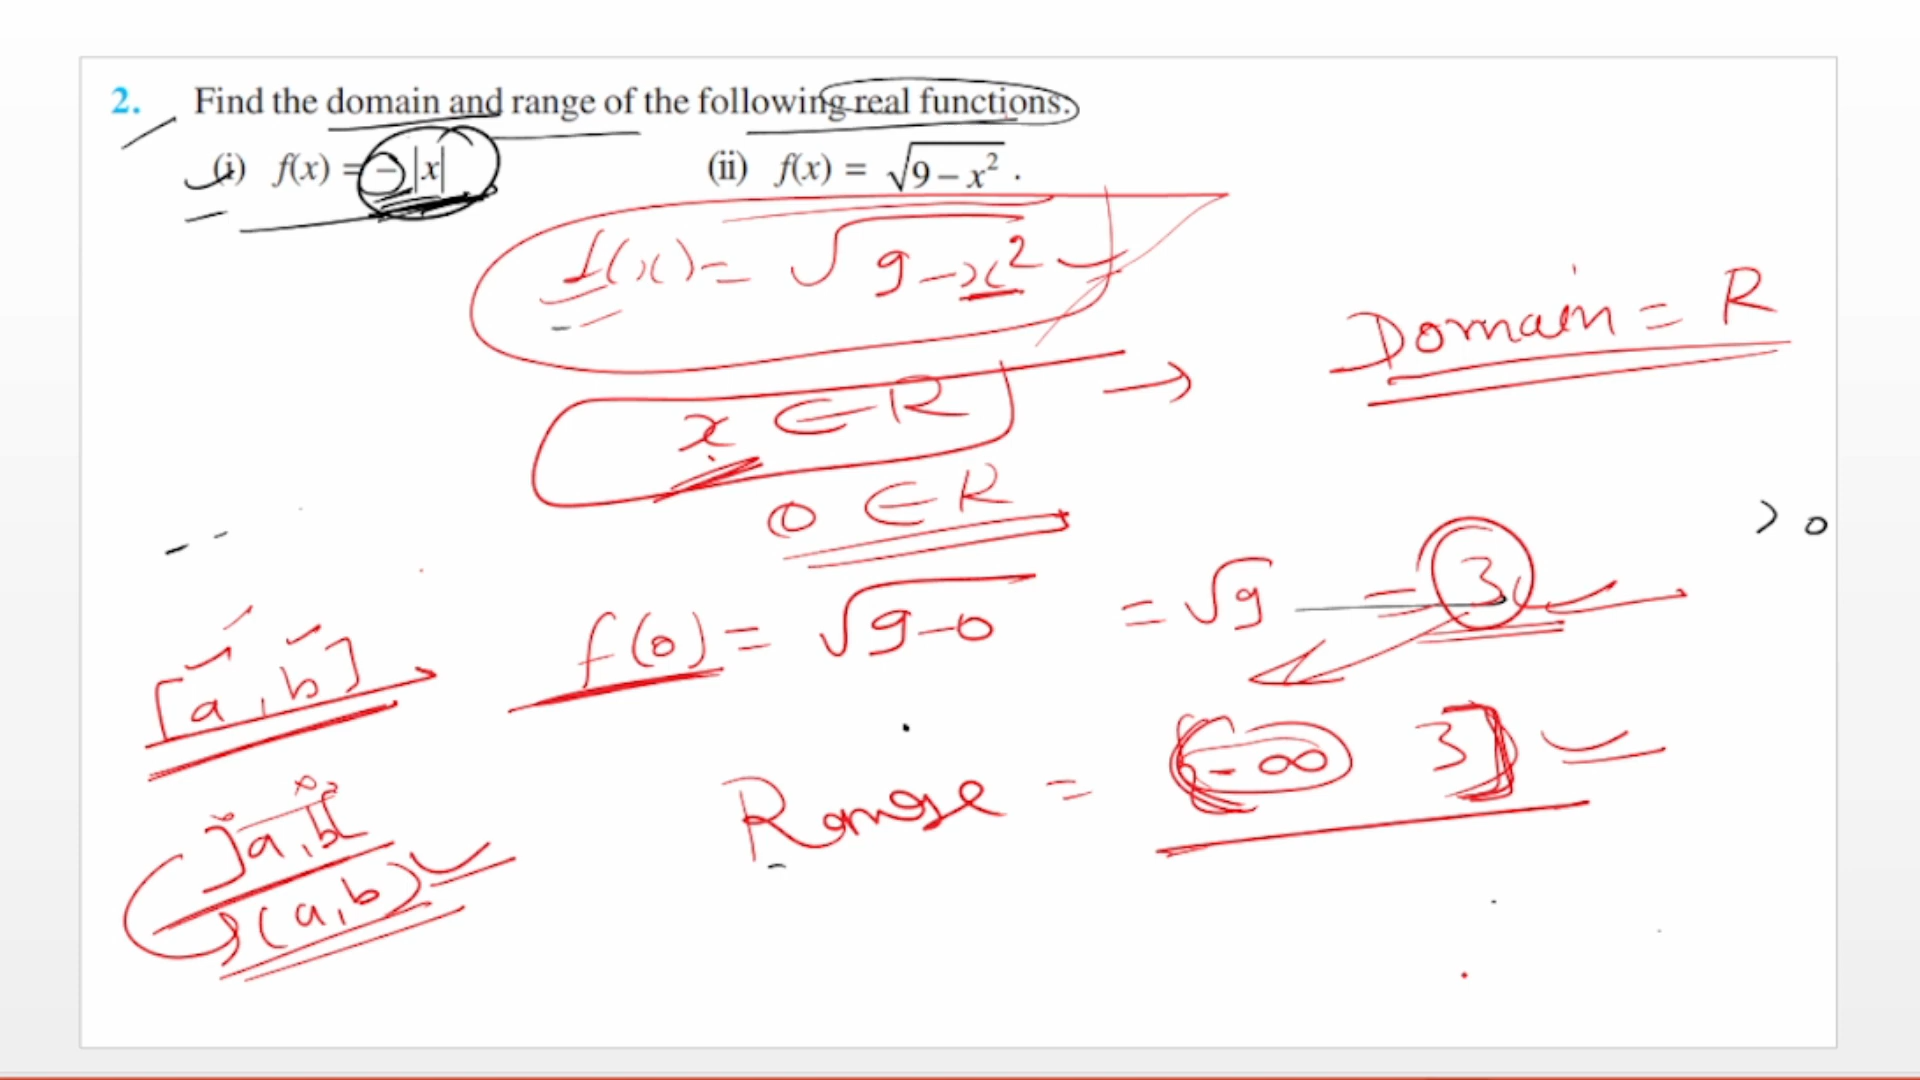 2. Find the domain and range of the following real functions.
(i) f(x) = −|x| (ii) f(x) = √9 – x² .
f(x) = √9–x²
Domain = R
x ∈ R →
0 ∈ R
> 0
f(0) = √9–0 = √9 = 3
[a, b]
Range = (-∞ 3]
]a, b[
(a, b)